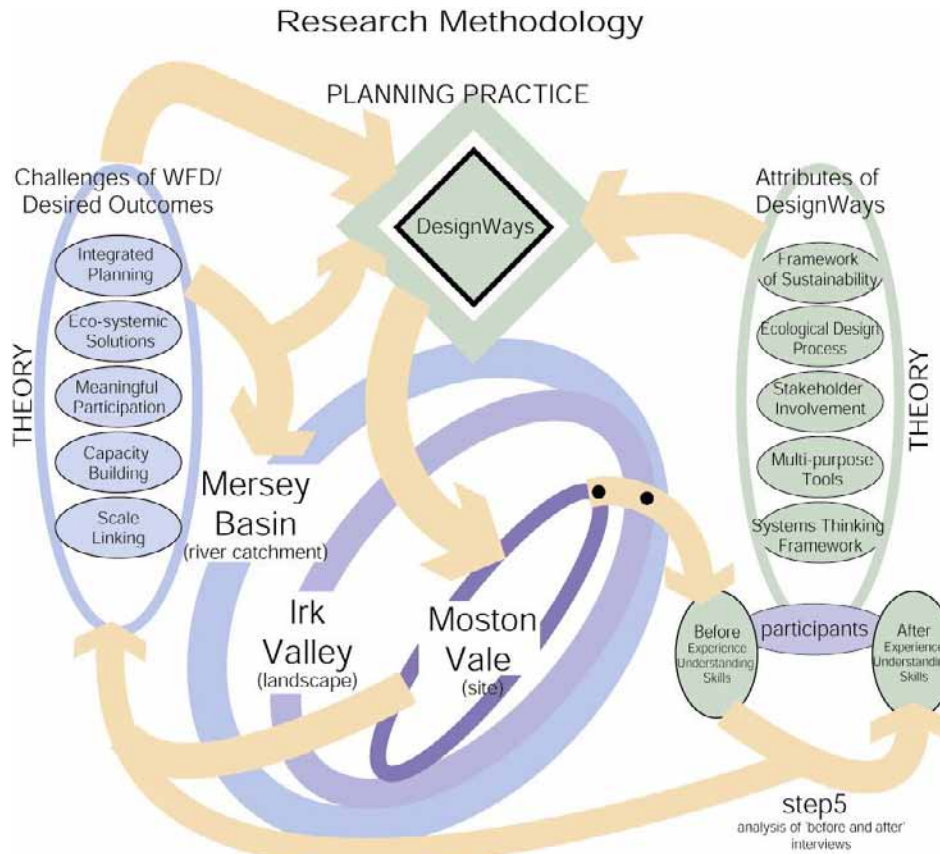 Research Methodology
PLANNING PRACTICE
DesignWays
Challenges of WFD/
Desired Outcomes
Integrated
Planning
Eco-systemic
Solutions
Meaningful
Participation
Capacity
Building
Scale
Linking
THEORY
Attributes of
DesignWays
Framework
of Sustainability
Ecological Design
Process
Stakeholder
Involvement
Multi-purpose
Tools
Systems Thinking
Framework
THEORY
Mersey
Basin
(river catchment)
Irk
Valley
(landscape)
Moston
Vale
(site)
Before
Experience
Understanding
Skills
participants
After
Experience
Understanding
Skills
step5
analysis of 'before and after'
interviews